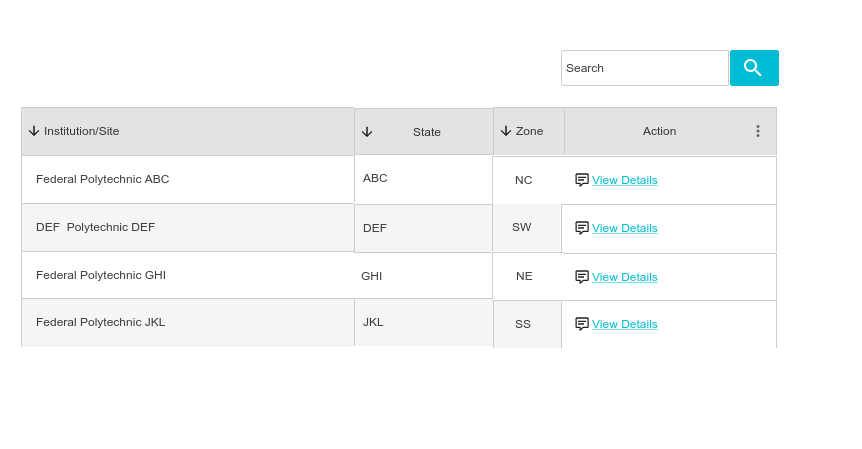 Search
Institution/Site State Zone Action
Federal Polytechnic ABC ABC NC View Details
DEF  Polytechnic DEF DEF SW View Details
Federal Polytechnic GHI GHI NE View Details
Federal Polytechnic JKL JKL SS View Details